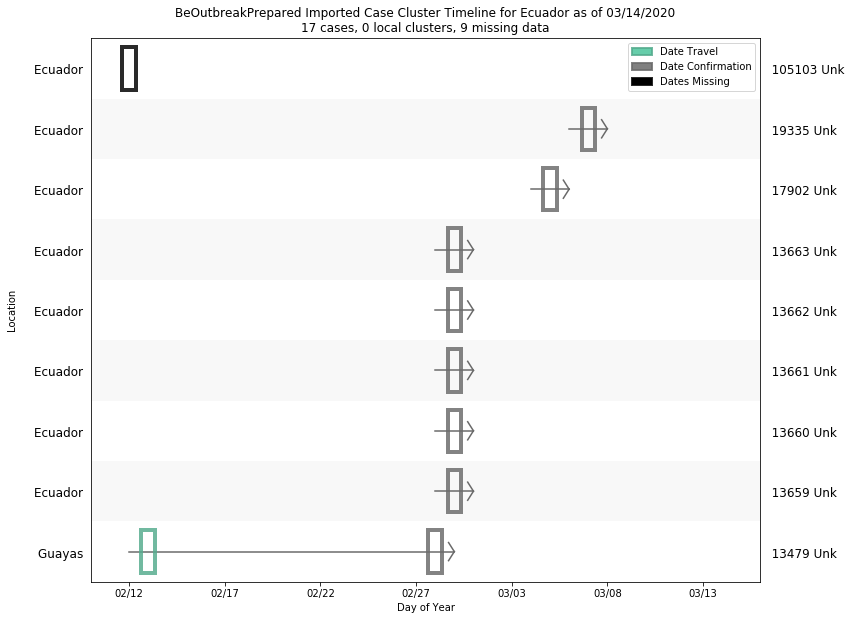 BeOutbreakPrepared Imported Case Cluster Timeline for Ecuador as of 03/14/2020
17 cases, 0 local clusters, 9 missing data
Date Travel
Date Confirmation
Dates Missing
Ecuador 105103 Unk
Ecuador 19335 Unk
Ecuador 17902 Unk
Ecuador 13663 Unk
Ecuador 13662 Unk
Ecuador 13661 Unk
Ecuador 13660 Unk
Ecuador 13659 Unk
Guayas 13479 Unk
Location
02/12 02/17 02/22 02/27 03/03 03/08 03/13
Day of Year